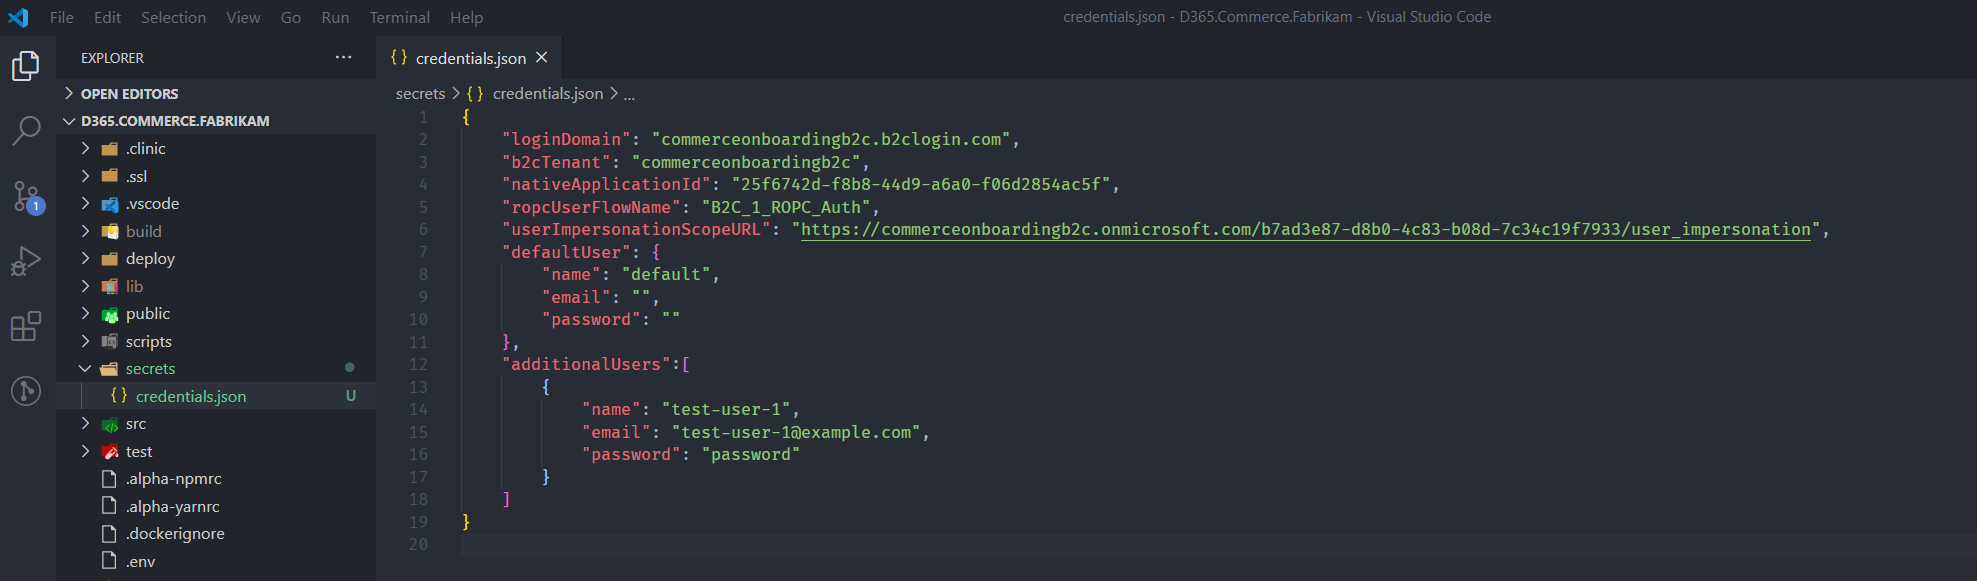 File Edit Selection View Go Run Terminal Help
credentials.json - D365.Commerce.Fabrikam - Visual Studio Code
EXPLORER ...
OPEN EDITORS
D365.COMMERCE.FABRIKAM
.clinic
.ssl
.vscode
1
build
deploy
lib
public
scripts
secrets
credentials.json U
src
test
.alpha-npmrc
.alpha-yarnrc
.dockerignore
.env
{} credentials.json ×
secrets > {} credentials.json > ...
1 {
2 "loginDomain": "commerceonboardingb2c.b2clogin.com",
3 "b2cTenant": "commerceonboardingb2c",
4 "nativeApplicationId": "25f6742d-f8b8-44d9-a6a0-f06d2854ac5f",
5 "ropcUserFlowName": "B2C_1_ROPC_Auth",
6 "userImpersonationScopeURL": "https://commerceonboardingb2c.onmicrosoft.com/b7ad3e87-d8b0-4c83-b08d-7c34c19f7933/user_impersonation",
7 "defaultUser": {
8 "name": "default",
9 "email": "",
10 "password": ""
11 },
12 "additionalUsers":[
13 {
14 "name": "test-user-1",
15 "email": "test-user-1@example.com",
16 "password": "password"
17 }
18 ]
19 }
20